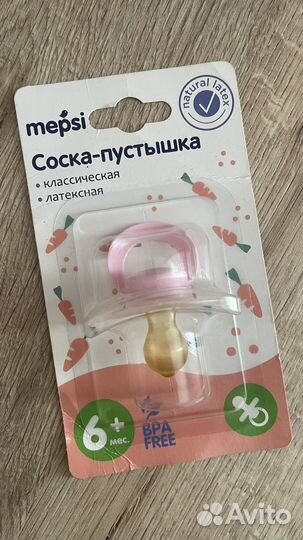 mepsi
natural latex
Соска-пустышка
• классическая
• латексная
6+
мес.
BPA
FREE
Avito